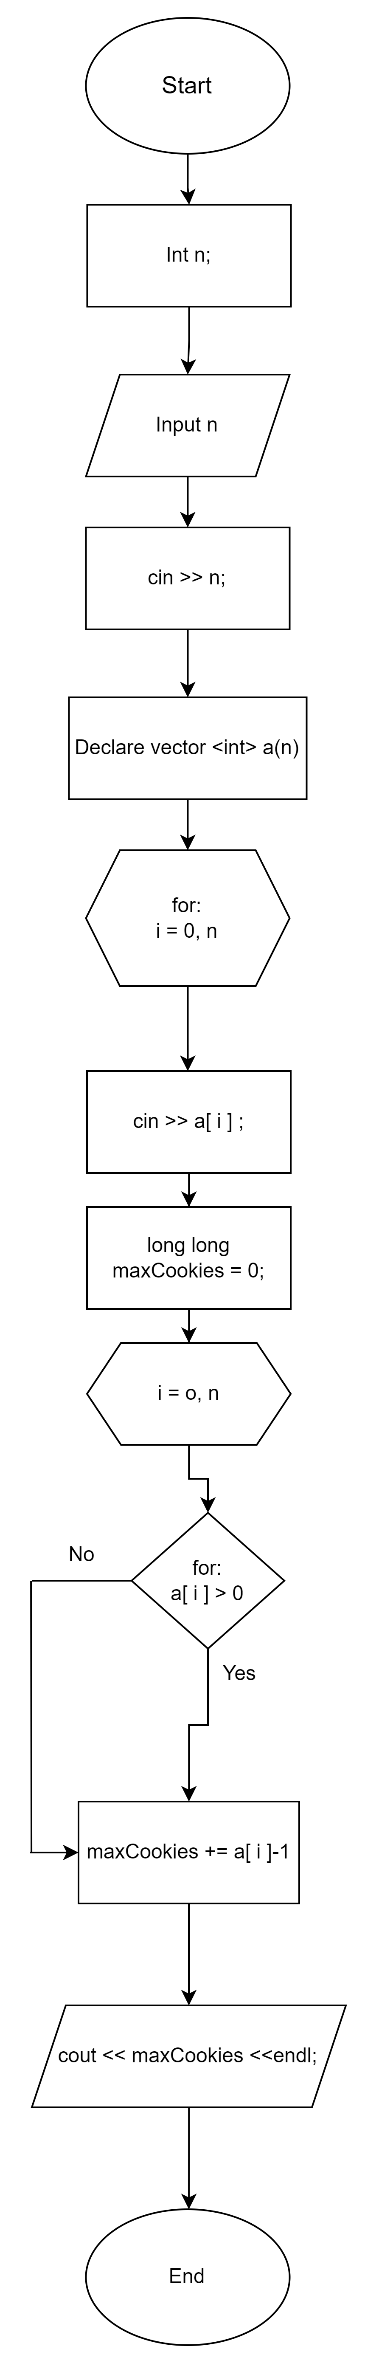 Start
Int n;
Input n
cin >> n;
Declare vector <int> a(n)
for:
i = 0, n
cin >> a[ i ] ;
long long
maxCookies = 0;
i = o, n
No
for:
a[ i ] > 0
Yes
maxCookies += a[ i ]-1
cout << maxCookies <<endl;
End